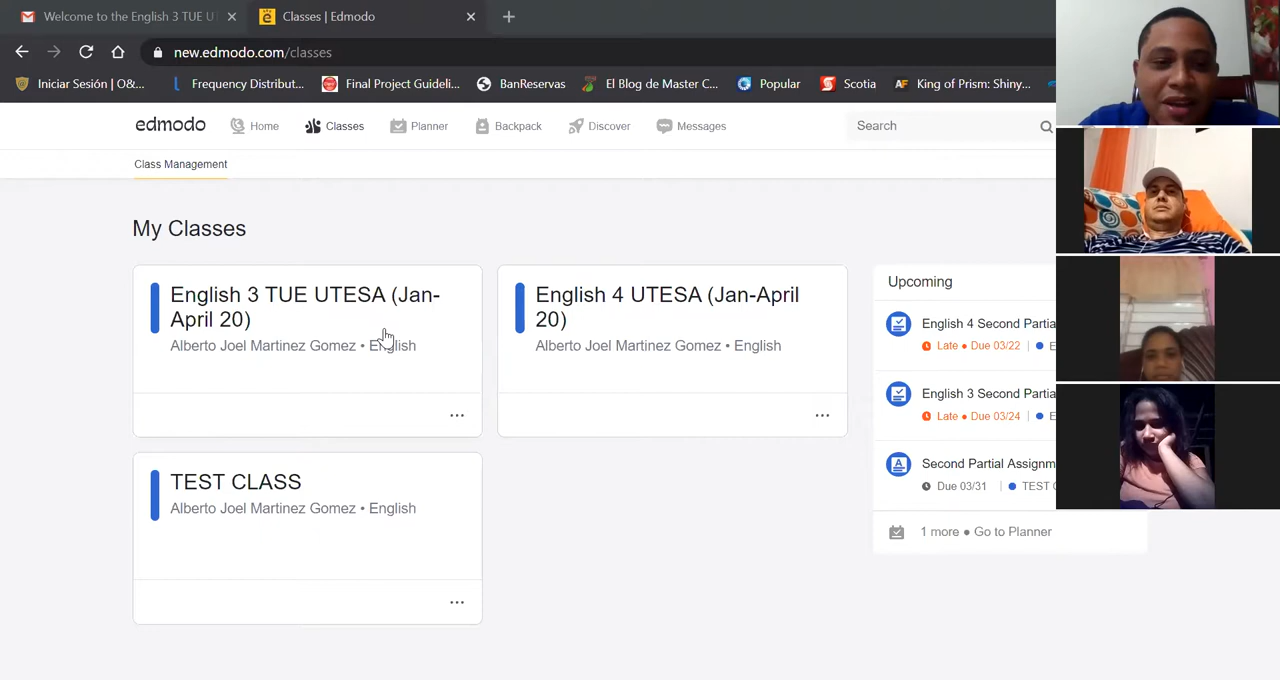 Welcome to the English 3 TUE U
Classes | Edmodo
new.edmodo.com/classes
Iniciar Sesión | O&... Frequency Distribut... Final Project Guideli... BanReservas El Blog de Master C... Popular Scotia King of Prism: Shiny...
edmodo Home Classes Planner Backpack Discover Messages Search
Class Management
My Classes
English 3 TUE UTESA (Jan-
April 20)
Alberto Joel Martinez Gomez • English
...
English 4 UTESA (Jan-April
20)
Alberto Joel Martinez Gomez • English
...
TEST CLASS
Alberto Joel Martinez Gomez • English
...
Upcoming
English 4 Second Partia
Late • Due 03/22 | E
English 3 Second Partia
Late • Due 03/24 | E
Second Partial Assignm
Due 03/31 | TEST
1 more • Go to Planner